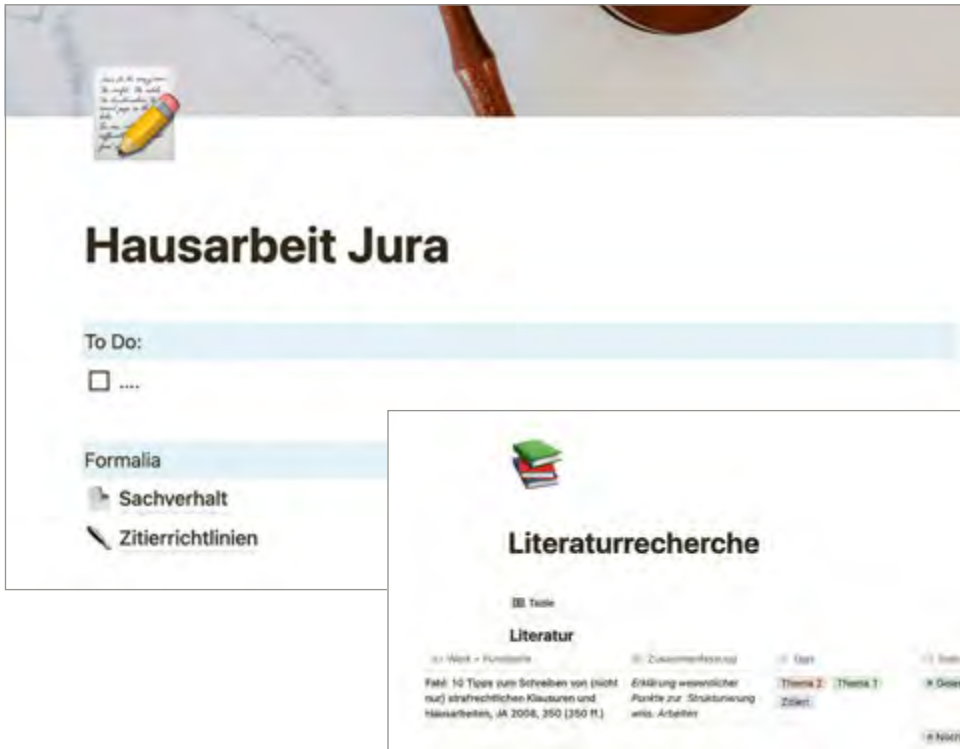 Hausarbeit Jura
To Do:
....
Formalia
Sachverhalt
Zitierrichtlinien
Literaturrecherche
Table
Literatur
Werk + Fundstelle
Zusammenfassung
Tags
Fahl: 10 Tipps zum Schreiben von (nicht
nur) strafrechtlichen Klausuren und
Hausarbeiten, JA 2008, 350 (350 ff.)
Erklärung wesentlicher
Punkte zur Strukturierung
wiss. Arbeiten
Thema 2 Thema 1
Zitiert